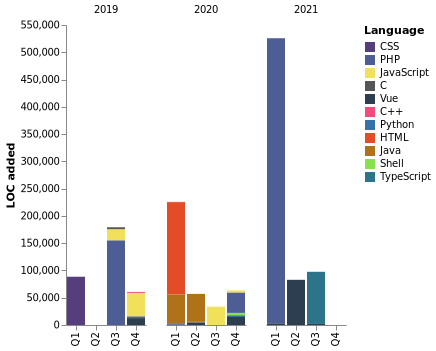 2019 2020 2021
LOC added
550,000
500,000
450,000
400,000
350,000
300,000
250,000
200,000
150,000
100,000
50,000
0
Q1 Q2 Q3 Q4 Q1 Q2 Q3 Q4 Q1 Q2 Q3 Q4
Language
CSS
PHP
JavaScript
C
Vue
C++
Python
HTML
Java
Shell
TypeScript